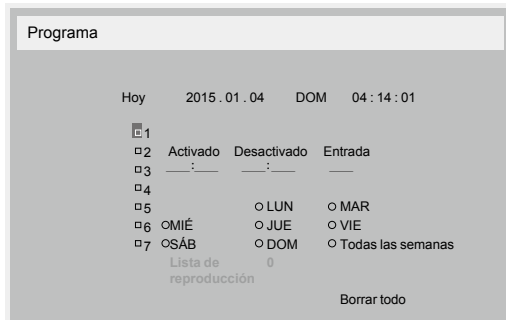 Programa
Hoy 2015 . 01 . 04 DOM 04 : 14 : 01
1
2 Activado Desactivado Entrada
3 ___:___ ___:___ ___
4
5 LUN MAR
6 MIÉ JUE VIE
7 SÁB DOM Todas las semanas
Lista de reproducción 0
Borrar todo